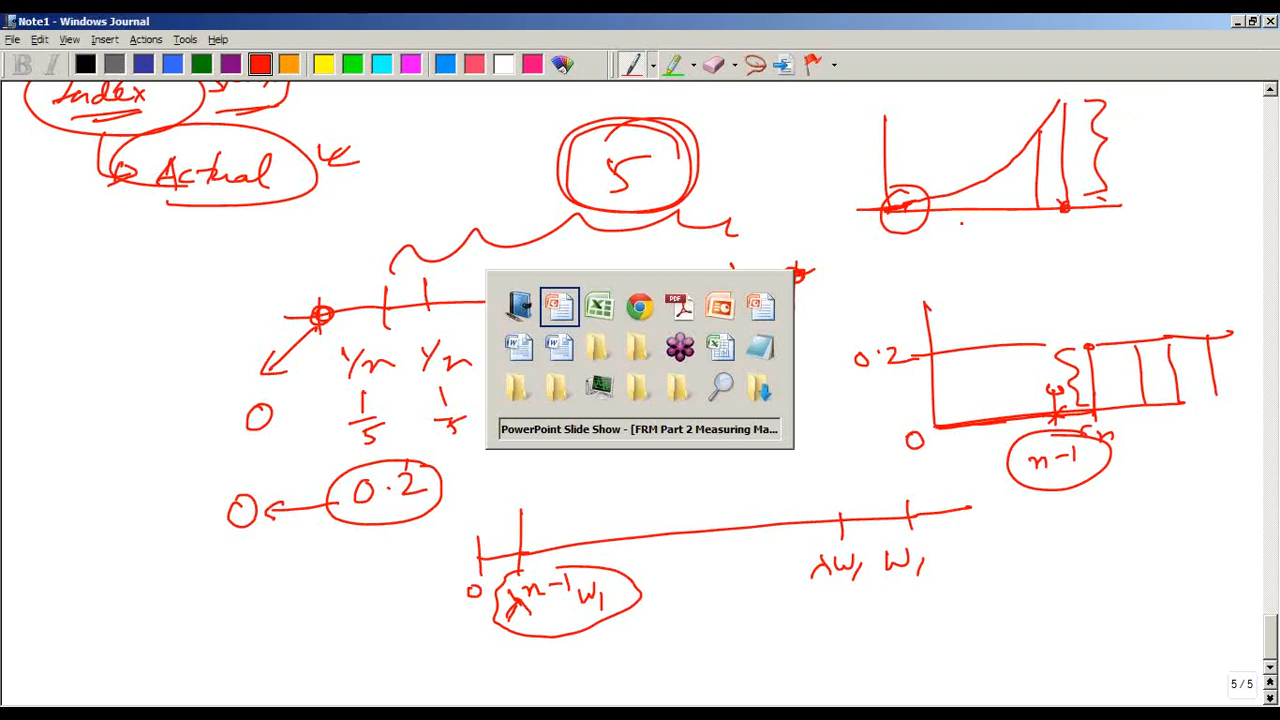 Note1 - Windows Journal
File Edit View Insert Actions Tools Help
Index
Actual
5
0.2
0
n
n-1
1/n 1/n
0 1/5 1/5
0 0.2
PowerPoint Slide Show - [FRM Part 2 Measuring Ma...
0 λ^n-1 W1 λW1 W1
5 / 5